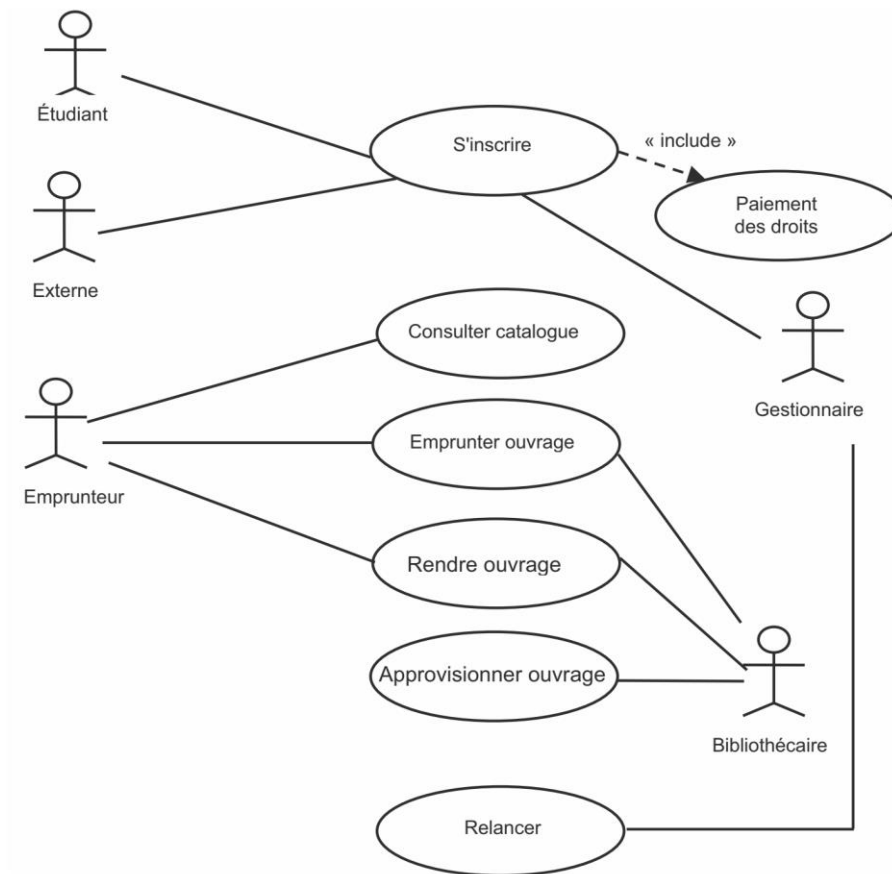 Étudiant
S'inscrire
« include »
Paiement
des droits
Externe
Consulter catalogue
Gestionnaire
Emprunter ouvrage
Emprunteur
Rendre ouvrage
Approvisionner ouvrage
Bibliothécaire
Relancer